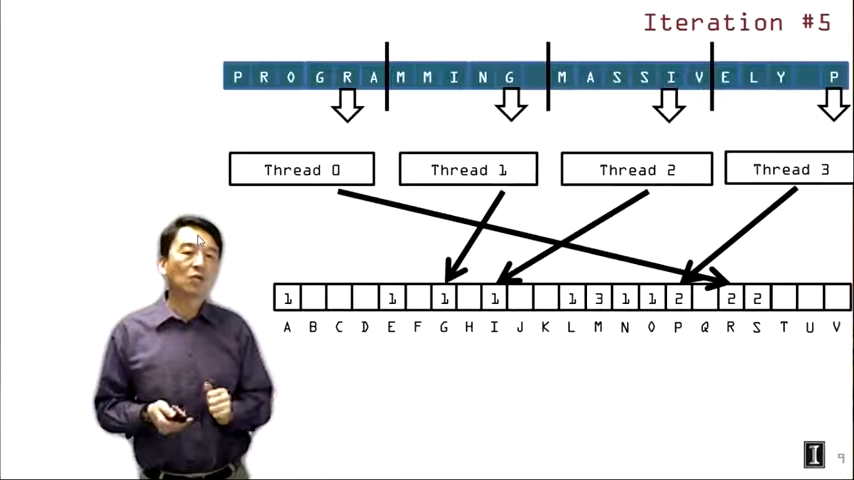 Iteration #5
P R O G R A M M I N G M A S S I V E L Y P
Thread 0 Thread 1 Thread 2 Thread 3
1 1 1 1 1 3 1 1 2 2 2
A B C D E F G H I J K L M N O P Q R S T U V
I 9